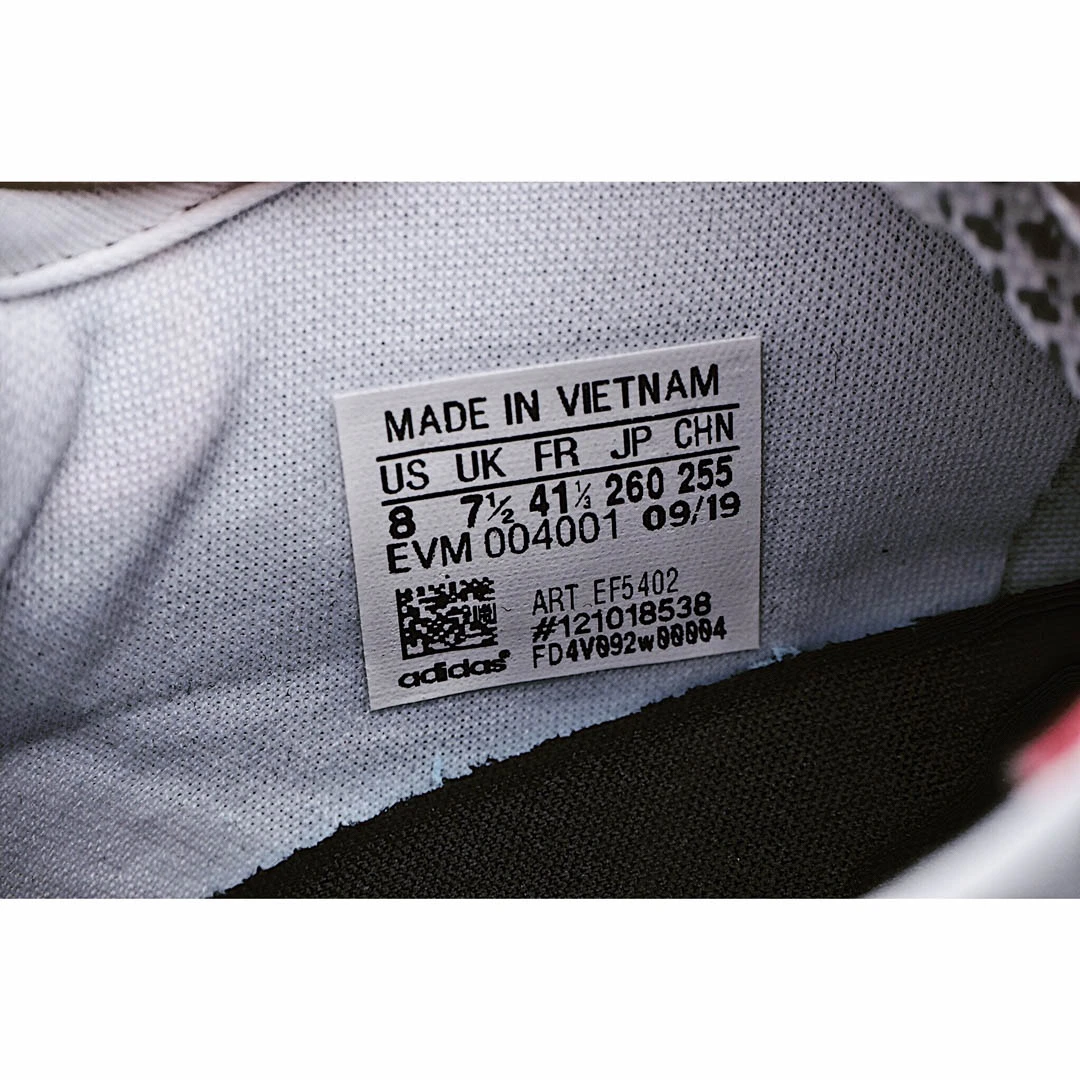 MADE IN VIETNAM
US UK FR JP CHN
8 7½ 41⅓ 260 255
EVM 004001 09/19
ART EF5402
#121018538
FD4V092w00004
adidas